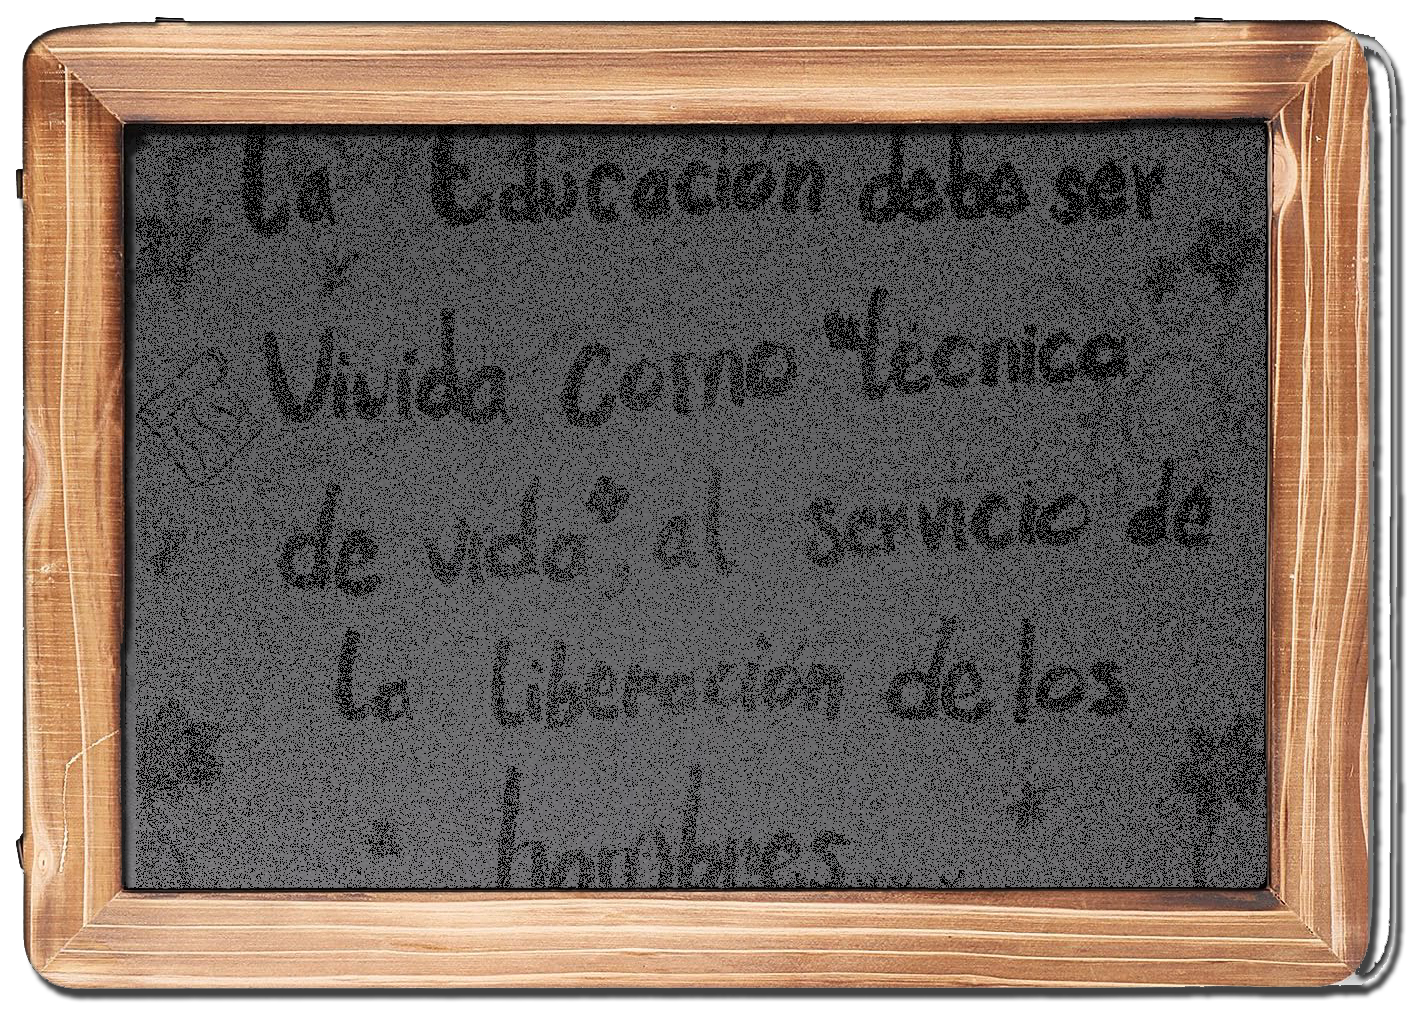 La Educación debe ser
Vivida como "técnica
de vida", al servicio de
la liberación de los
hombres...